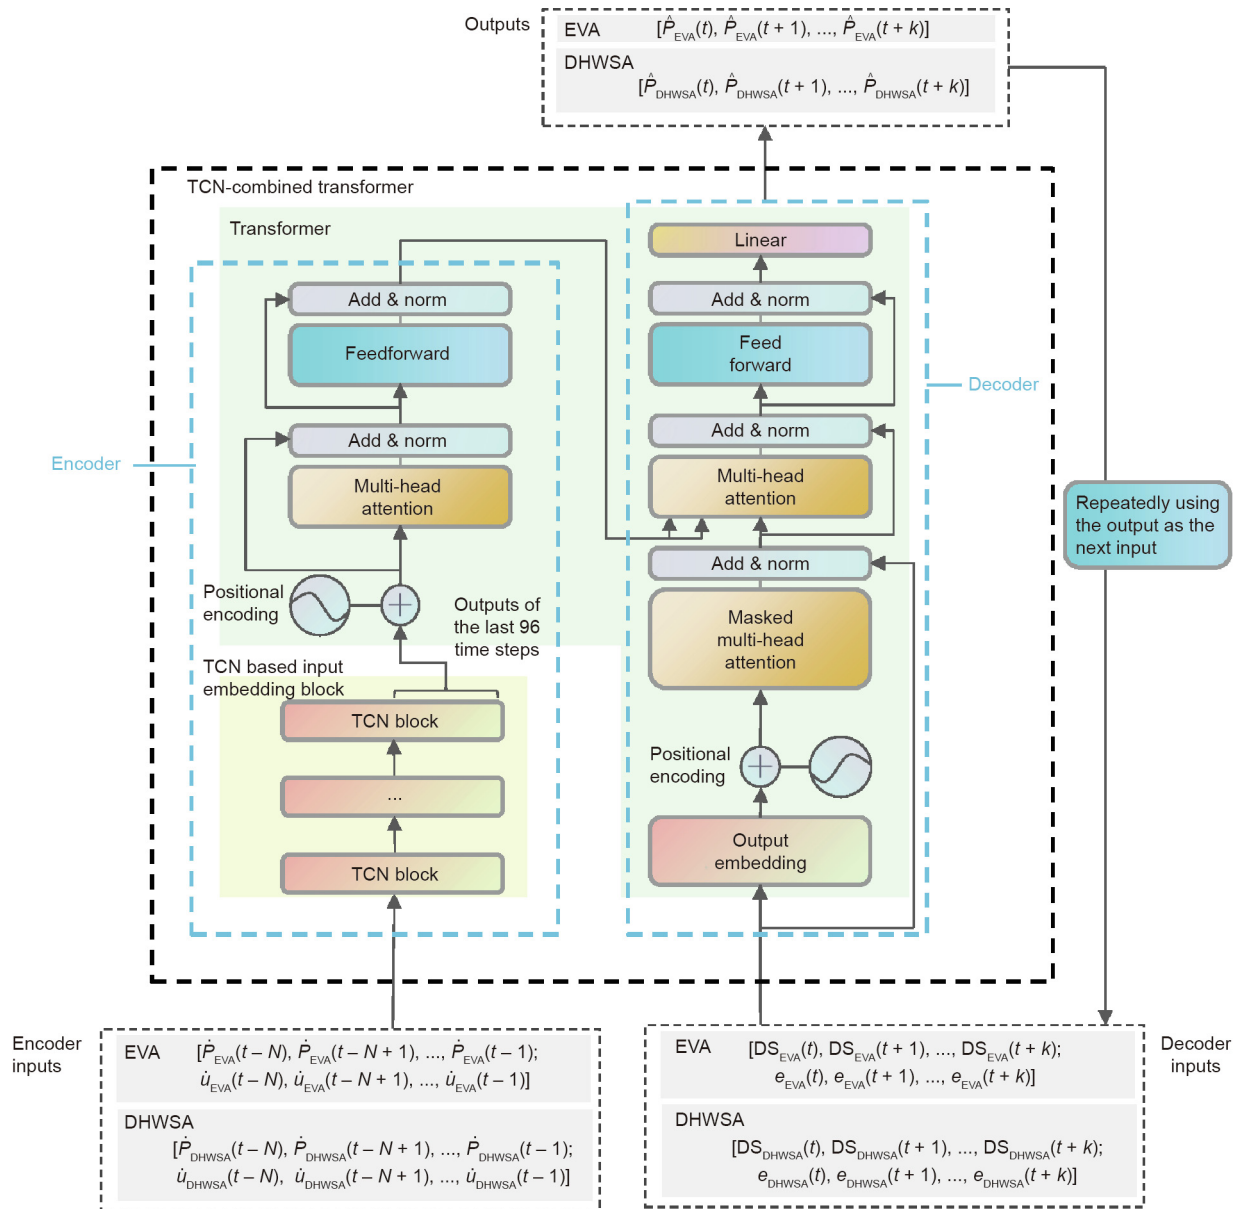 Outputs
EVA [P̂EVA(t), P̂EVA(t + 1), ..., P̂EVA(t + k)]
DHWSA
[P̂DHWSA(t), P̂DHWSA(t + 1), ..., P̂DHWSA(t + k)]
TCN-combined transformer
Transformer
Linear
Add & norm
Add & norm
Feedforward
Feed
forward
Decoder
Add & norm
Add & norm
Encoder
Multi-head
attention
Multi-head
attention
Repeatedly using
the output as the
next input
Add & norm
Positional
encoding
+
Outputs of
the last 96
time steps
Masked
multi-head
attention
TCN based input
embedding block
TCN block
Positional
encoding
+
...
Output
embedding
TCN block
Encoder
inputs
EVA [ṖEVA(t – N), ṖEVA(t – N + 1), ..., ṖEVA(t – 1);
u̇EVA(t – N), u̇EVA(t – N + 1), ..., u̇EVA(t – 1)]
DHWSA
[ṖDHWSA(t – N), ṖDHWSA(t – N + 1), ..., ṖDHWSA(t – 1);
u̇DHWSA(t – N), u̇DHWSA(t – N + 1), ..., u̇DHWSA(t – 1)]
Decoder
inputs
EVA [DSEVA(t), DSEVA(t + 1), ..., DSEVA(t + k);
eEVA(t), eEVA(t + 1), ..., eEVA(t + k)]
DHWSA
[DSDHWSA(t), DSDHWSA(t + 1), ..., DSDHWSA(t + k);
eDHWSA(t), eDHWSA(t + 1), ..., eDHWSA(t + k)]